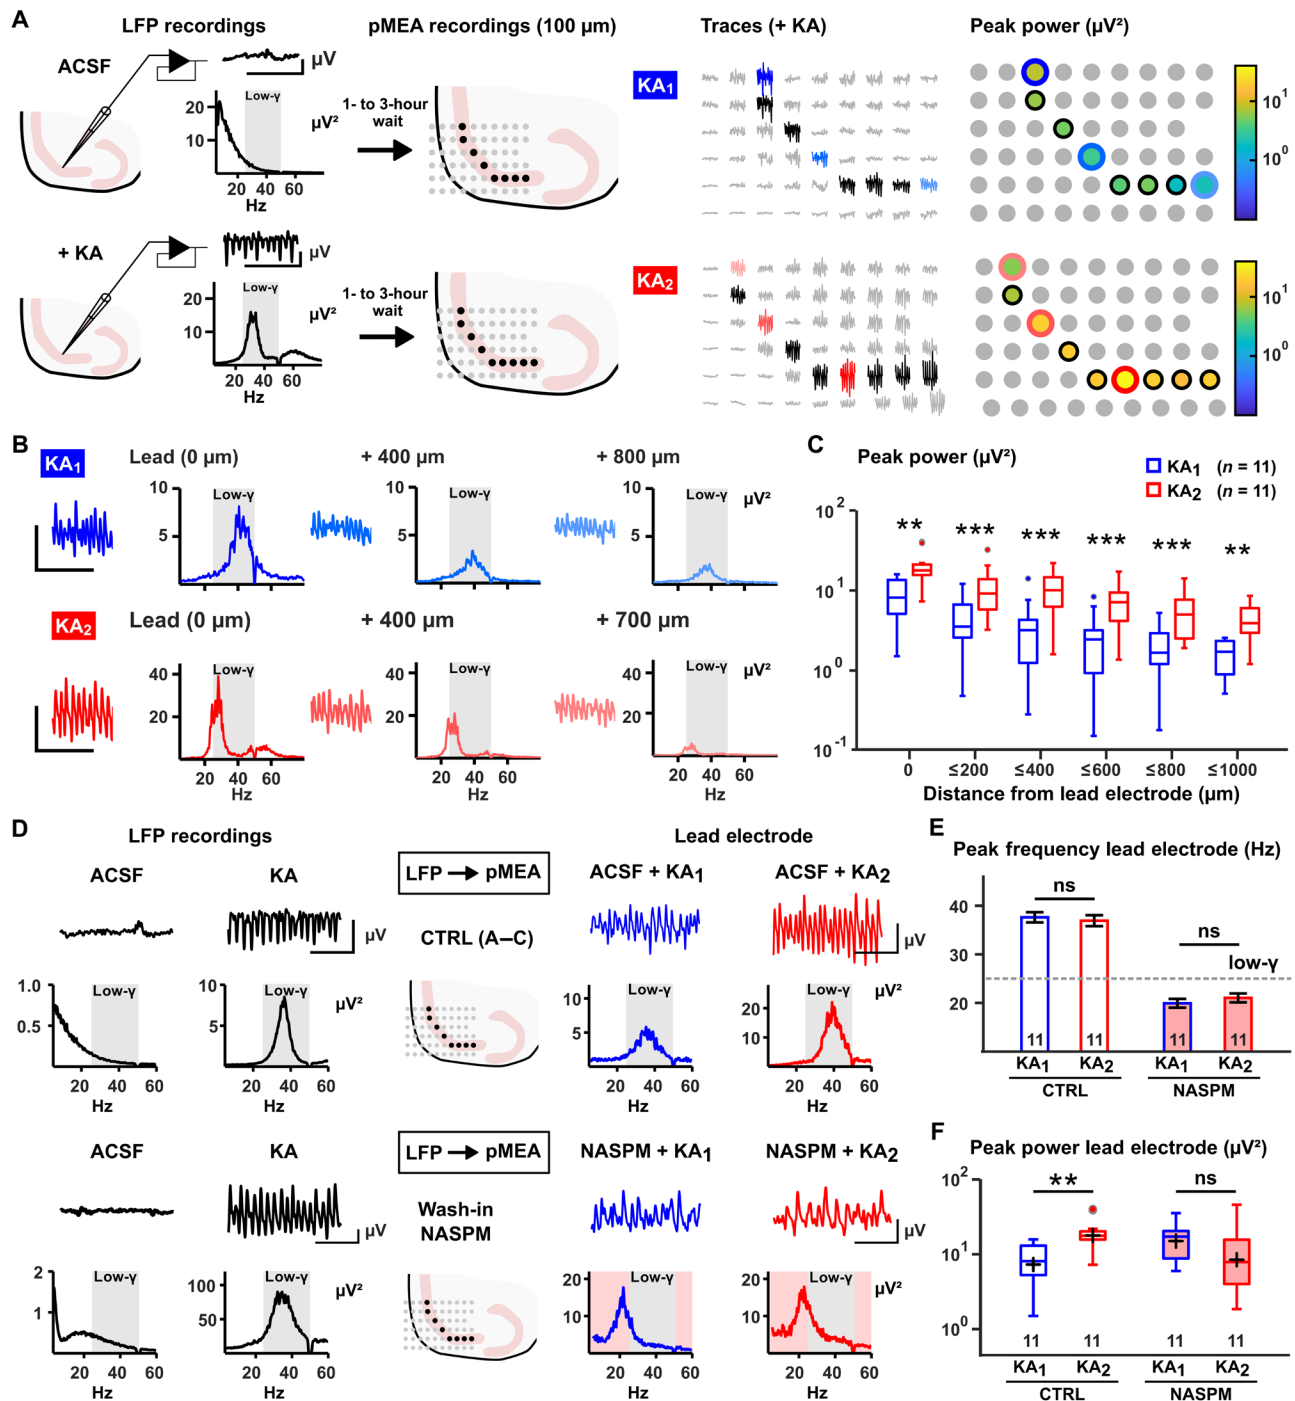 A
LFP recordings
pMEA recordings (100 µm)
Traces (+ KA)
Peak power (µV²)
ACSF
µV
Low-γ
20
10
µV²
20 40 60
Hz
1- to 3-hour
wait
KA1
10¹
10⁰
+ KA
µV
Low-γ
20
10
µV²
20 40 60
Hz
1- to 3-hour
wait
KA2
10¹
10⁰
B
KA1
Lead (0 µm)
+ 400 µm
+ 800 µm
10
5
Low-γ
10
5
Low-γ
10
5
Low-γ
µV²
KA2
Lead (0 µm)
+ 400 µm
+ 700 µm
40
20
Low-γ
40
20
Low-γ
40
20
Low-γ
µV²
20 40 60
Hz
20 40 60
Hz
20 40 60
Hz
C
Peak power (µV²)
KA1 (n = 11)
KA2 (n = 11)
10²
10¹
10⁰
10⁻¹
** *** *** *** *** **
0 ≤200 ≤400 ≤600 ≤800 ≤1000
Distance from lead electrode (µm)
D
LFP recordings
Lead electrode
ACSF
KA
LFP → pMEA
ACSF + KA1
ACSF + KA2
µV
CTRL (A–C)
µV
1.0
0.5
Low-γ
10
5
Low-γ
µV²
10
5
Low-γ
20
10
Low-γ
µV²
20 40 60
Hz
20 40 60
Hz
20 40 60
Hz
20 40 60
Hz
ACSF
KA
LFP → pMEA
NASPM + KA1
NASPM + KA2
µV
Wash-in
NASPM
µV
2
1
Low-γ
100
50
Low-γ
µV²
20
10
Low-γ
20
10
Low-γ
µV²
20 40 60
Hz
20 40 60
Hz
20 40 60
Hz
20 40 60
Hz
E
Peak frequency lead electrode (Hz)
40
30
20
ns
ns
low-γ
11 11 11 11
KA1 KA2 KA1 KA2
CTRL NASPM
F
Peak power lead electrode (µV²)
10²
10¹
10⁰
**
ns
11 11 11 11
KA1 KA2 KA1 KA2
CTRL NASPM